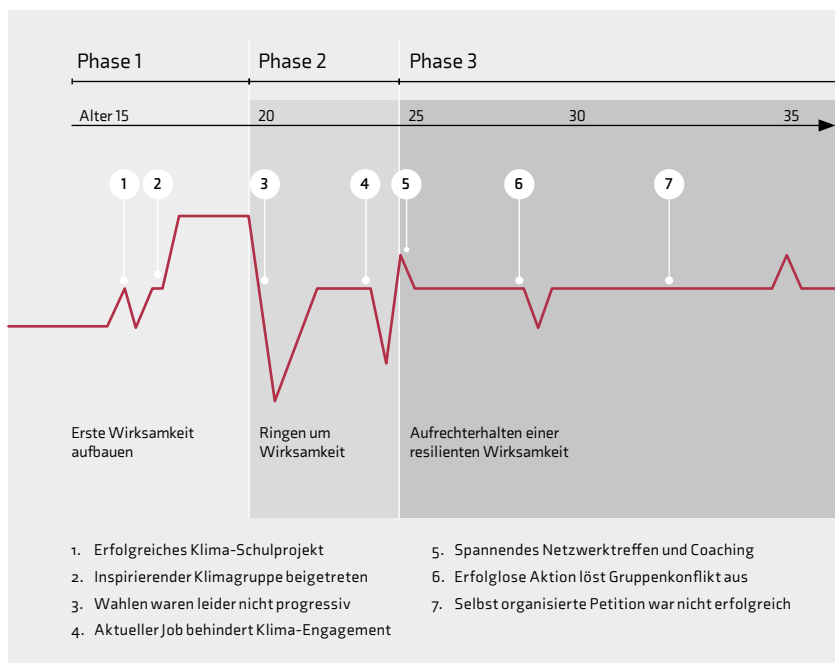 Phase 1
Phase 2
Phase 3
Alter 15
20
25
30
35
1
2
3
4
5
6
7
Erste Wirksamkeit
aufbauen
Ringen um
Wirksamkeit
Aufrechterhalten einer
resilienten Wirksamkeit
1. Erfolgreiches Klima-Schulprojekt
2. Inspirierender Klimagruppe beigetreten
3. Wahlen waren leider nicht progressiv
4. Aktueller Job behindert Klima-Engagement
5. Spannendes Netzwerktreffen und Coaching
6. Erfolglose Aktion löst Gruppenkonflikt aus
7. Selbst organisierte Petition war nicht erfolgreich